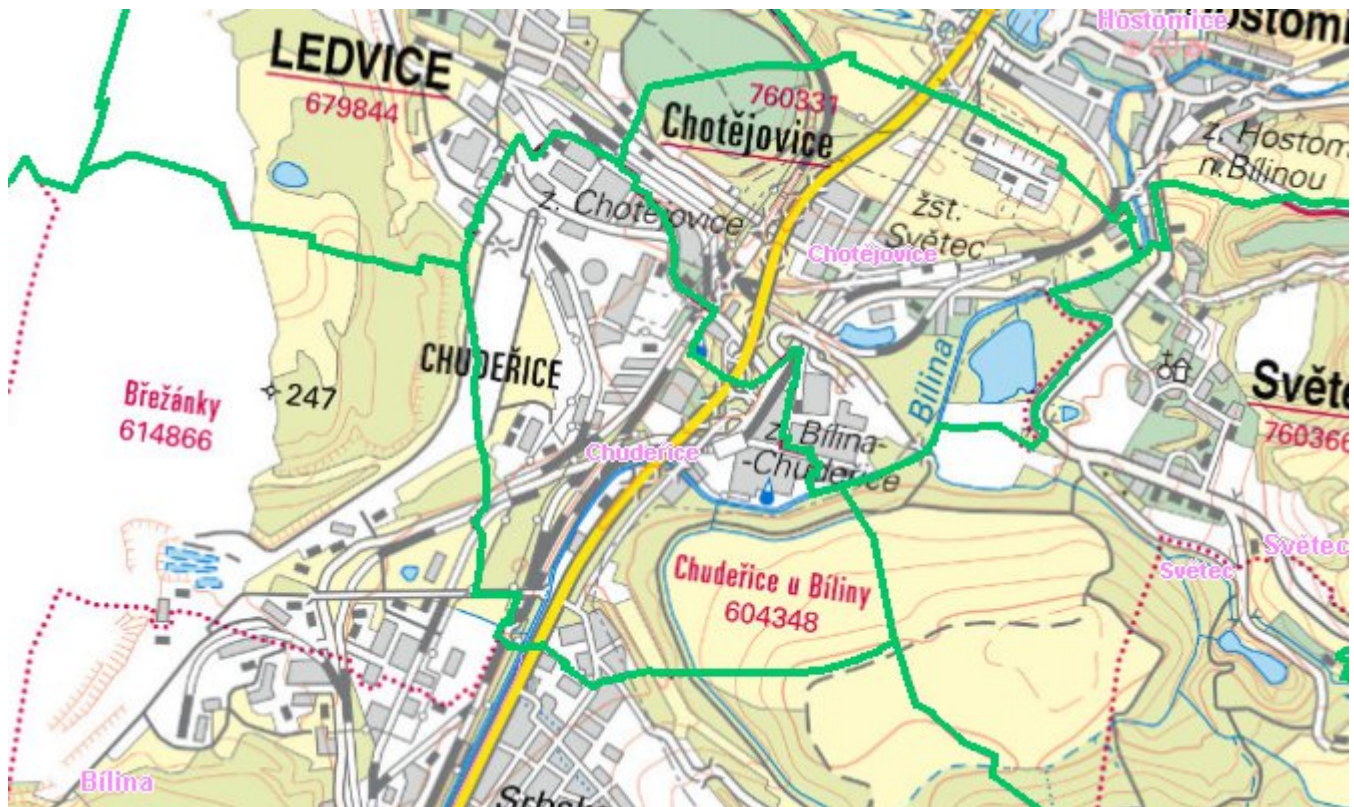 Hostomice
LEDVICE
679844
760331
Chotějovice
z. Hostom
n.Bílinou
z. Chotějovice
žst.
Světec
Chotějovice
CHUDEŘICE
Břežánky
614866
247
Bílina
Světe
760366
Chudeřice
z. Bílina-
-Chudeřice
Chudeřice u Bíliny
604348
Světec
Světec
Bílina
Srbsko